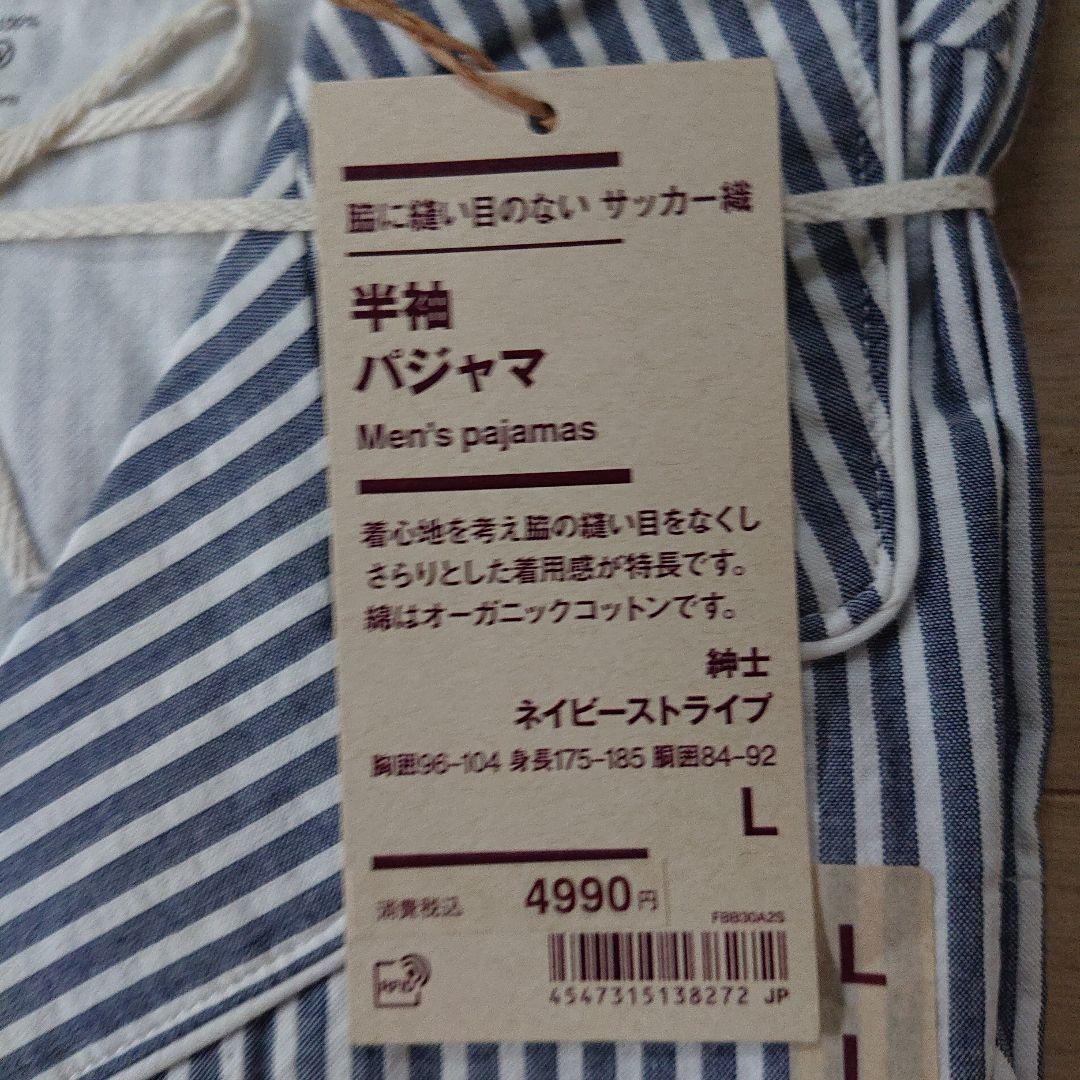 100%
脇に縫い目のない サッカー織
半袖
パジャマ
Men's pajamas
着心地を考え脇の縫い目をなくし
さらりとした着用感が特長です。
綿はオーガニックコットンです。
紳士
ネイビーストライプ
胸囲96-104 身長175-185 胴囲84-92
L
消費税込 4990円
FBB30A2S
RFID
4547315138272 JP
L
L